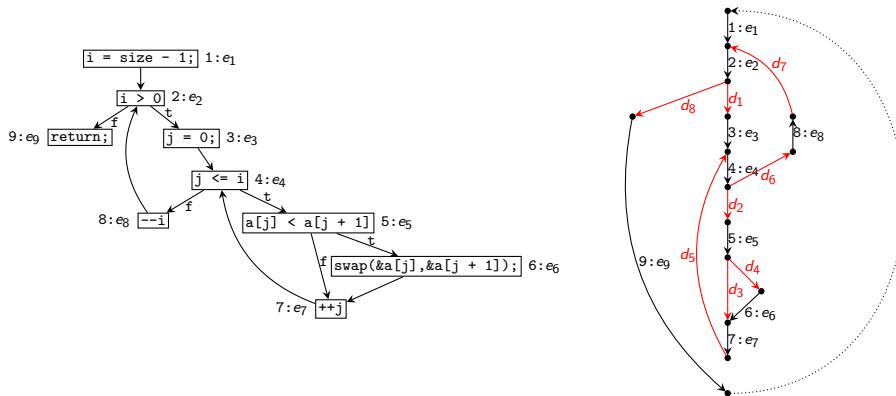 i = size - 1; 1:e1
i > 0 2:e2
f t
9:e9 return; j = 0; 3:e3
j <= i 4:e4
f t
8:e8 --i a[j] < a[j + 1] 5:e5
f t
swap(&a[j],&a[j + 1]); 6:e6
7:e7 ++j
1:e1
2:e2
d7
d8 d1
3:e3 8:e8
4:e4
d6
d2
5:e5
9:e9 d5 d4
d3
6:e6
7:e7